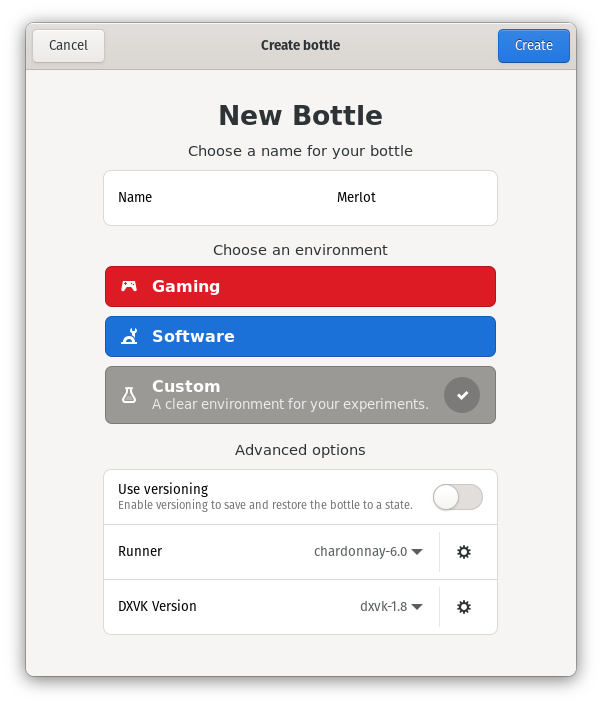 Cancel
Create bottle
Create
New Bottle
Choose a name for your bottle
Name
Merlot
Choose an environment
Gaming
Software
Custom
A clear environment for your experiments.
Advanced options
Use versioning
Enable versioning to save and restore the bottle to a state.
Runner
chardonnay-6.0
DXVK Version
dxvk-1.8